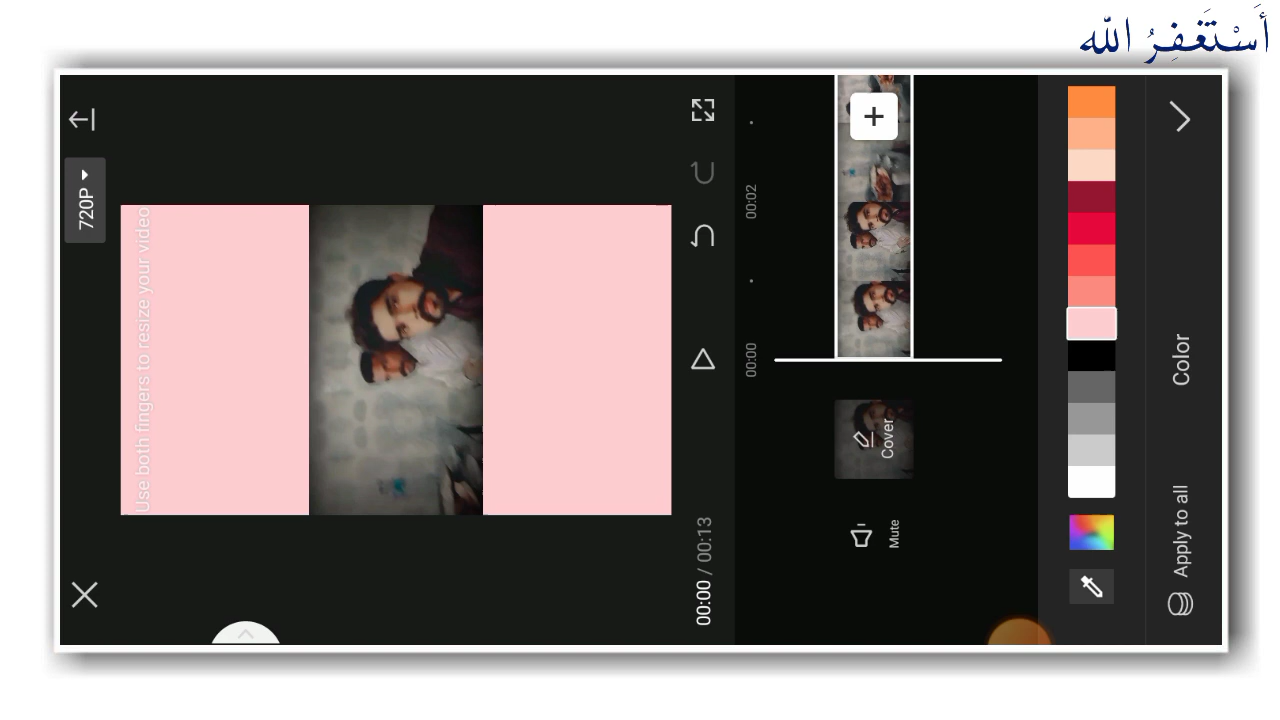 أَسْتَغَفِرُ اللّه
720P
Use both fingers to resize your video
00:00 / 00:13
00:00
00:02
Mute
Cover
Color
Apply to all